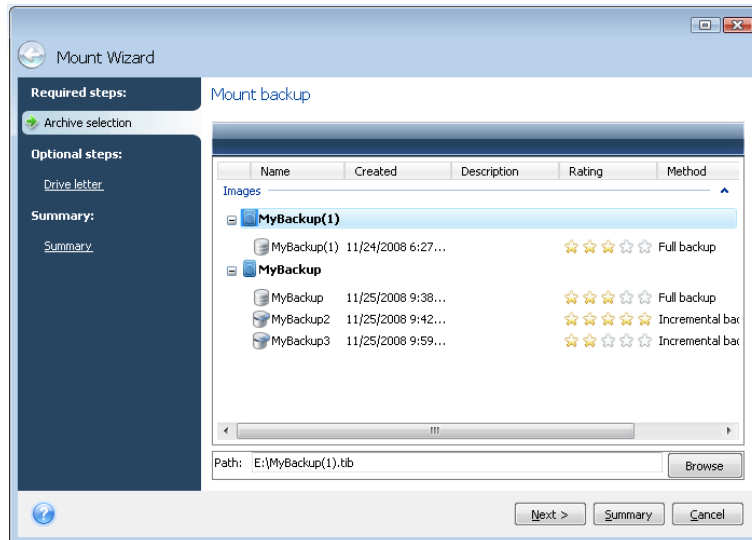 Mount Wizard
Required steps:
Archive selection
Optional steps:
Drive letter
Summary:
Summary
Mount backup
Name Created Description Rating Method
Images
MyBackup(1)
MyBackup(1) 11/24/2008 6:27... Full backup
MyBackup
MyBackup 11/25/2008 9:38... Full backup
MyBackup2 11/25/2008 9:42... Incremental bac
MyBackup3 11/25/2008 9:59... Incremental bac
Path: E:\MyBackup(1).tib Browse
Next > Summary Cancel